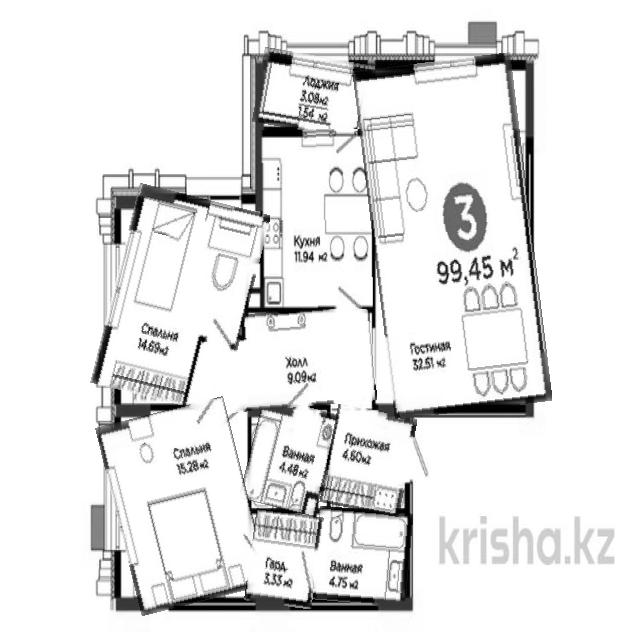 Лоджия
3.08м2
1.54 м2
3
99,45 м2
Кухня
11.94 м2
Спальня
14.69м2
Гостиная
32.51м2
Холл
9.09м2
Спальня
15.28м2
Ванная
4.48м2
Прихожая
4.60м2
Гард.
3.33 м2
Ванная
4.75 м2
krisha.kz